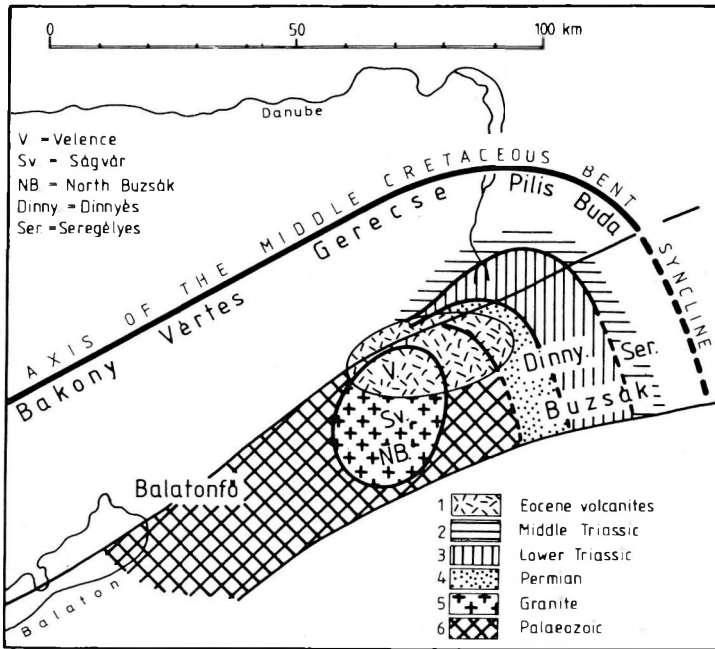 0 50 100 km
Danube
V = Velence
Sv. = Ságvár
NB. = North Buzsák
Dinny = Dinnyès
Ser. = Seregélyes
AXIS OF THE MIDDLE CRETACEOUS BENT SYNCLINE
Bakony Vèrtes Gerecse Pilis Buda
V
Dinny. Ser.
Sv.
Buzsák
NB.
Balatonfő
Balaton
1 Eocene volcanites
2 Middle Triassic
3 Lower Triassic
4 Permian
5 Granite
6 Palaeozoic